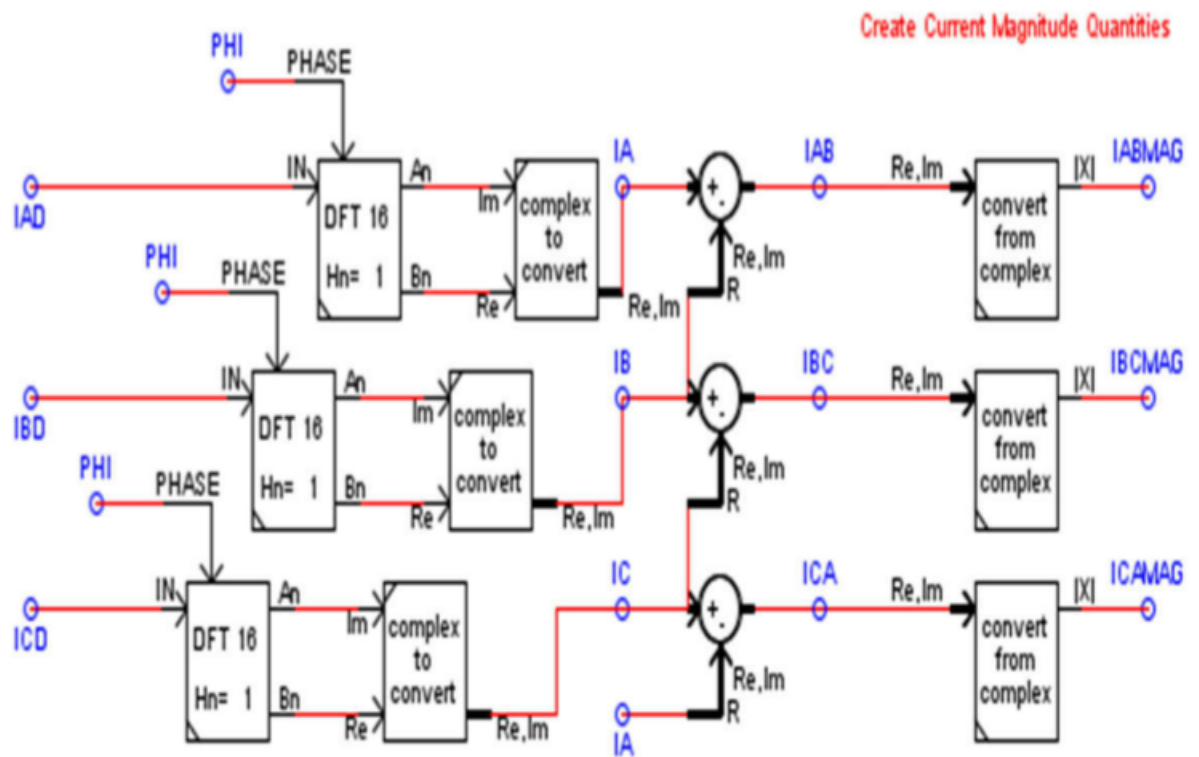 Create Current Magnitude Quantities
PHI
PHASE
IN
An
IA
IAB
Re,Im
|X|
IABMAG
Im
complex
to
convert
DFT 16
+
-
convert
from
complex
IAD
Hn= 1
Bn
Re
Re,Im
Re,Im
R
PHI
PHASE
IN
An
IB
IBC
Re,Im
|X|
IBCMAG
Im
complex
to
convert
DFT 16
+
-
convert
from
complex
IBD
Hn= 1
Bn
Re
Re,Im
Re,Im
R
PHI
PHASE
IN
An
IC
ICA
Re,Im
|X|
ICAMAG
Im
complex
to
convert
DFT 16
+
-
convert
from
complex
ICD
Hn= 1
Bn
Re
Re,Im
Re,Im
R
IA